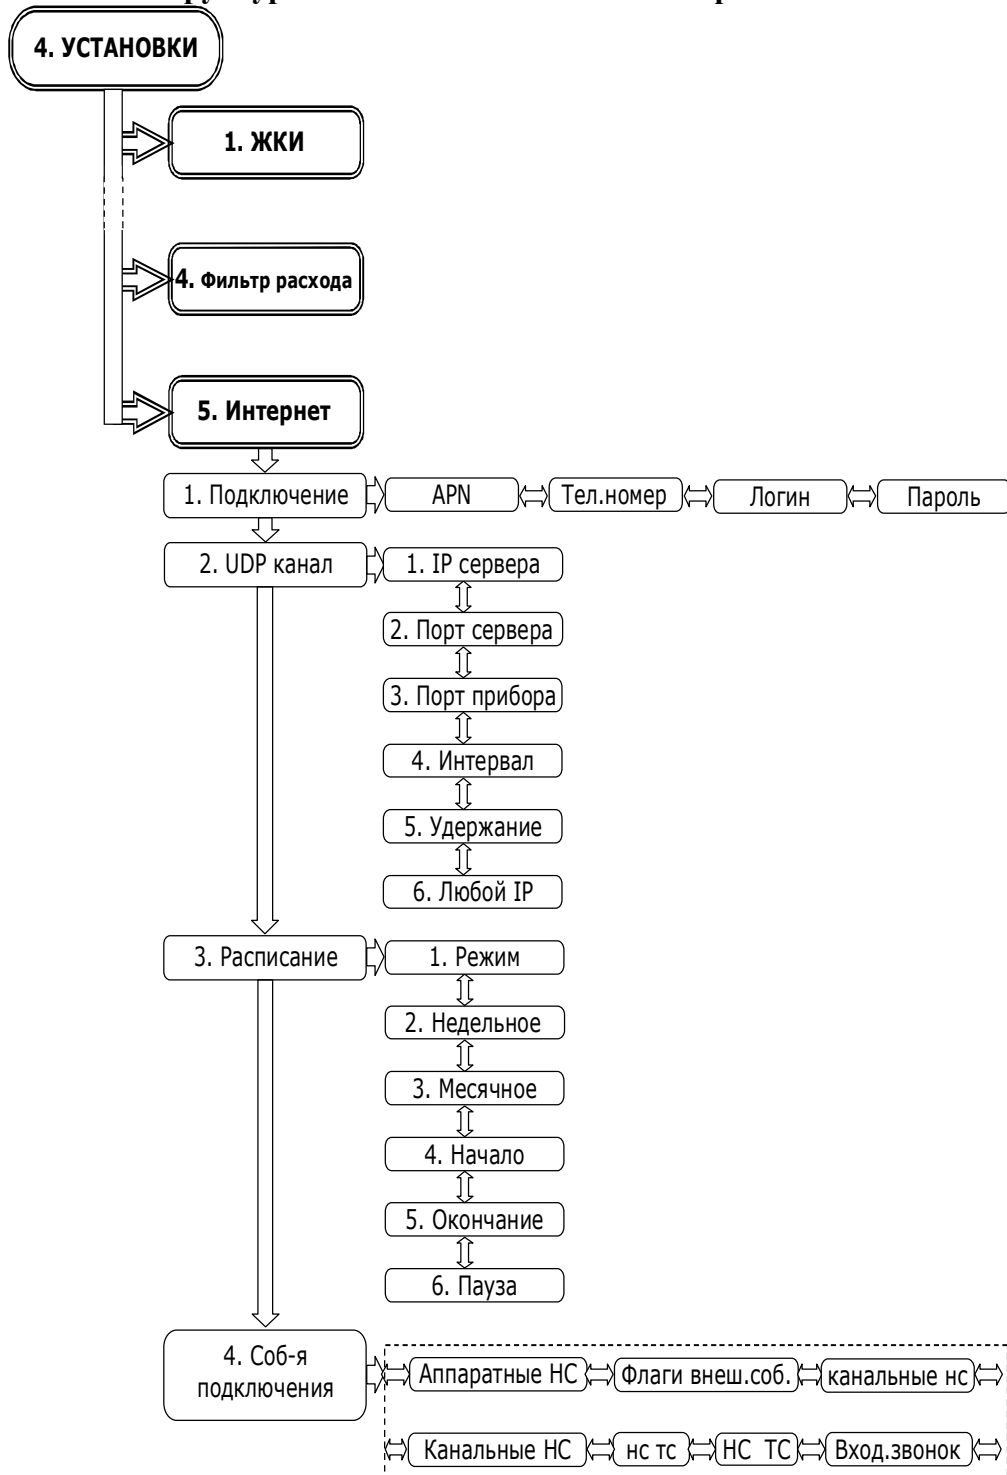 4. УСТАНОВКИ
1. ЖКИ
4. Фильтр расхода
5. Интернет
1. Подключение APN Тел.номер Логин Пароль
2. UDP канал 1. IP сервера
2. Порт сервера
3. Порт прибора
4. Интервал
5. Удержание
6. Любой IP
3. Расписание 1. Режим
2. Недельное
3. Месячное
4. Начало
5. Окончание
6. Пауза
4. Соб-я
подключения
Аппаратные НС Флаги внеш.соб. канальные нс
Канальные НС нс тс НС ТС Вход.звонок